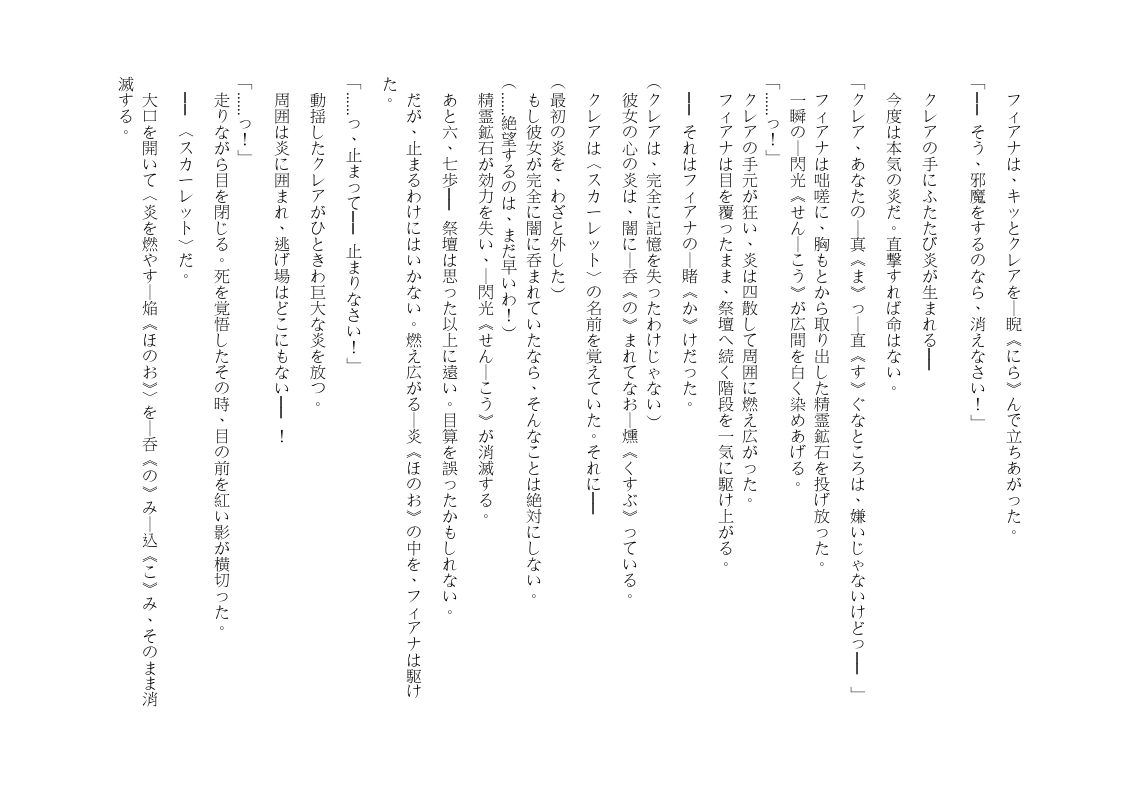 フィアナは、キッとクレアを|睨《にら》んで立ちあがった。
「━━ そう、邪魔をするのなら、消えなさい！」
クレアの手にふたたび炎が生まれる━━
今度は本気の炎だ。直撃すれば命はない。
「クレア、あなたの|真《ま》っ|直《す》ぐなところは、嫌いじゃないけどっ━━ 」
フィアナは咄嗟に、胸もとから取り出した精霊鉱石を投げ放った。
一瞬の|閃光《せん|こう》が広間を白く染めあげる。
「……っ！」
クレアの手元が狂い、炎は四散して周囲に燃え広がった。
フィアナは目を覆ったまま、祭壇へ続く階段を一気に駆け上がる。
━━ それはフィアナの|賭《か》けだった。
（クレアは、完全に記憶を失ったわけじゃない）
彼女の心の炎は、闇に|呑《の》まれてなお|燻《くすぶ》っている。
クレアは〈スカーレット〉の名前を覚えていた。それに━━
（最初の炎を、わざと外した）
もし彼女が完全に闇に呑まれていたなら、そんなことは絶対にしない。
（……絶望するのは、まだ早いわ！）
精霊鉱石が効力を失い、|閃光《せん|こう》が消滅する。
あと六、七歩━━ 祭壇は思った以上に遠い。目算を誤ったかもしれない。
だが、止まるわけにはいかない。燃え広がる|炎《ほのお》の中を、フィアナは駆け
た。
「……っ、止まって━━ 止まりなさい！」
動揺したクレアがひときわ巨大な炎を放つ。
周囲は炎に囲まれ、逃げ場はどこにもない━━ ！
「……っ！」
走りながら目を閉じる。死を覚悟したその時、目の前を紅い影が横切った。
━━ 〈スカーレット〉だ。
大口を開いて〈炎を燃やす|焔《ほのお》〉を|呑《の》み|込《こ》み、そのまま消
滅する。